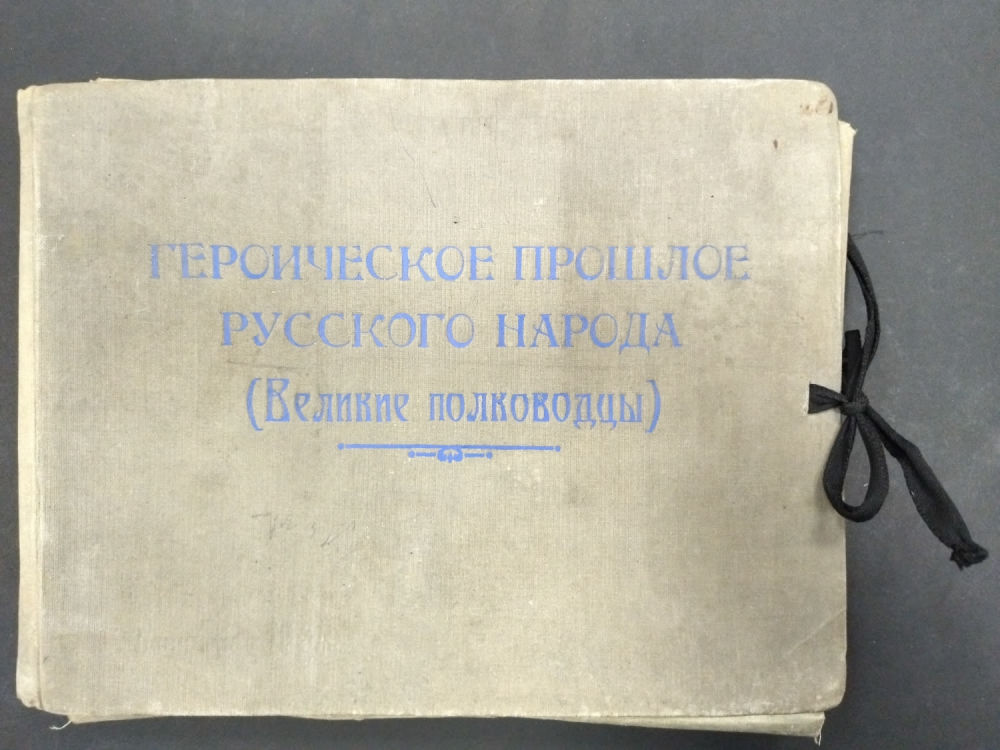 ГЕРОИЧЕСКОЕ ПРОШЛОЕ
РУССКОГО НАРОДА
(Великие полководцы)